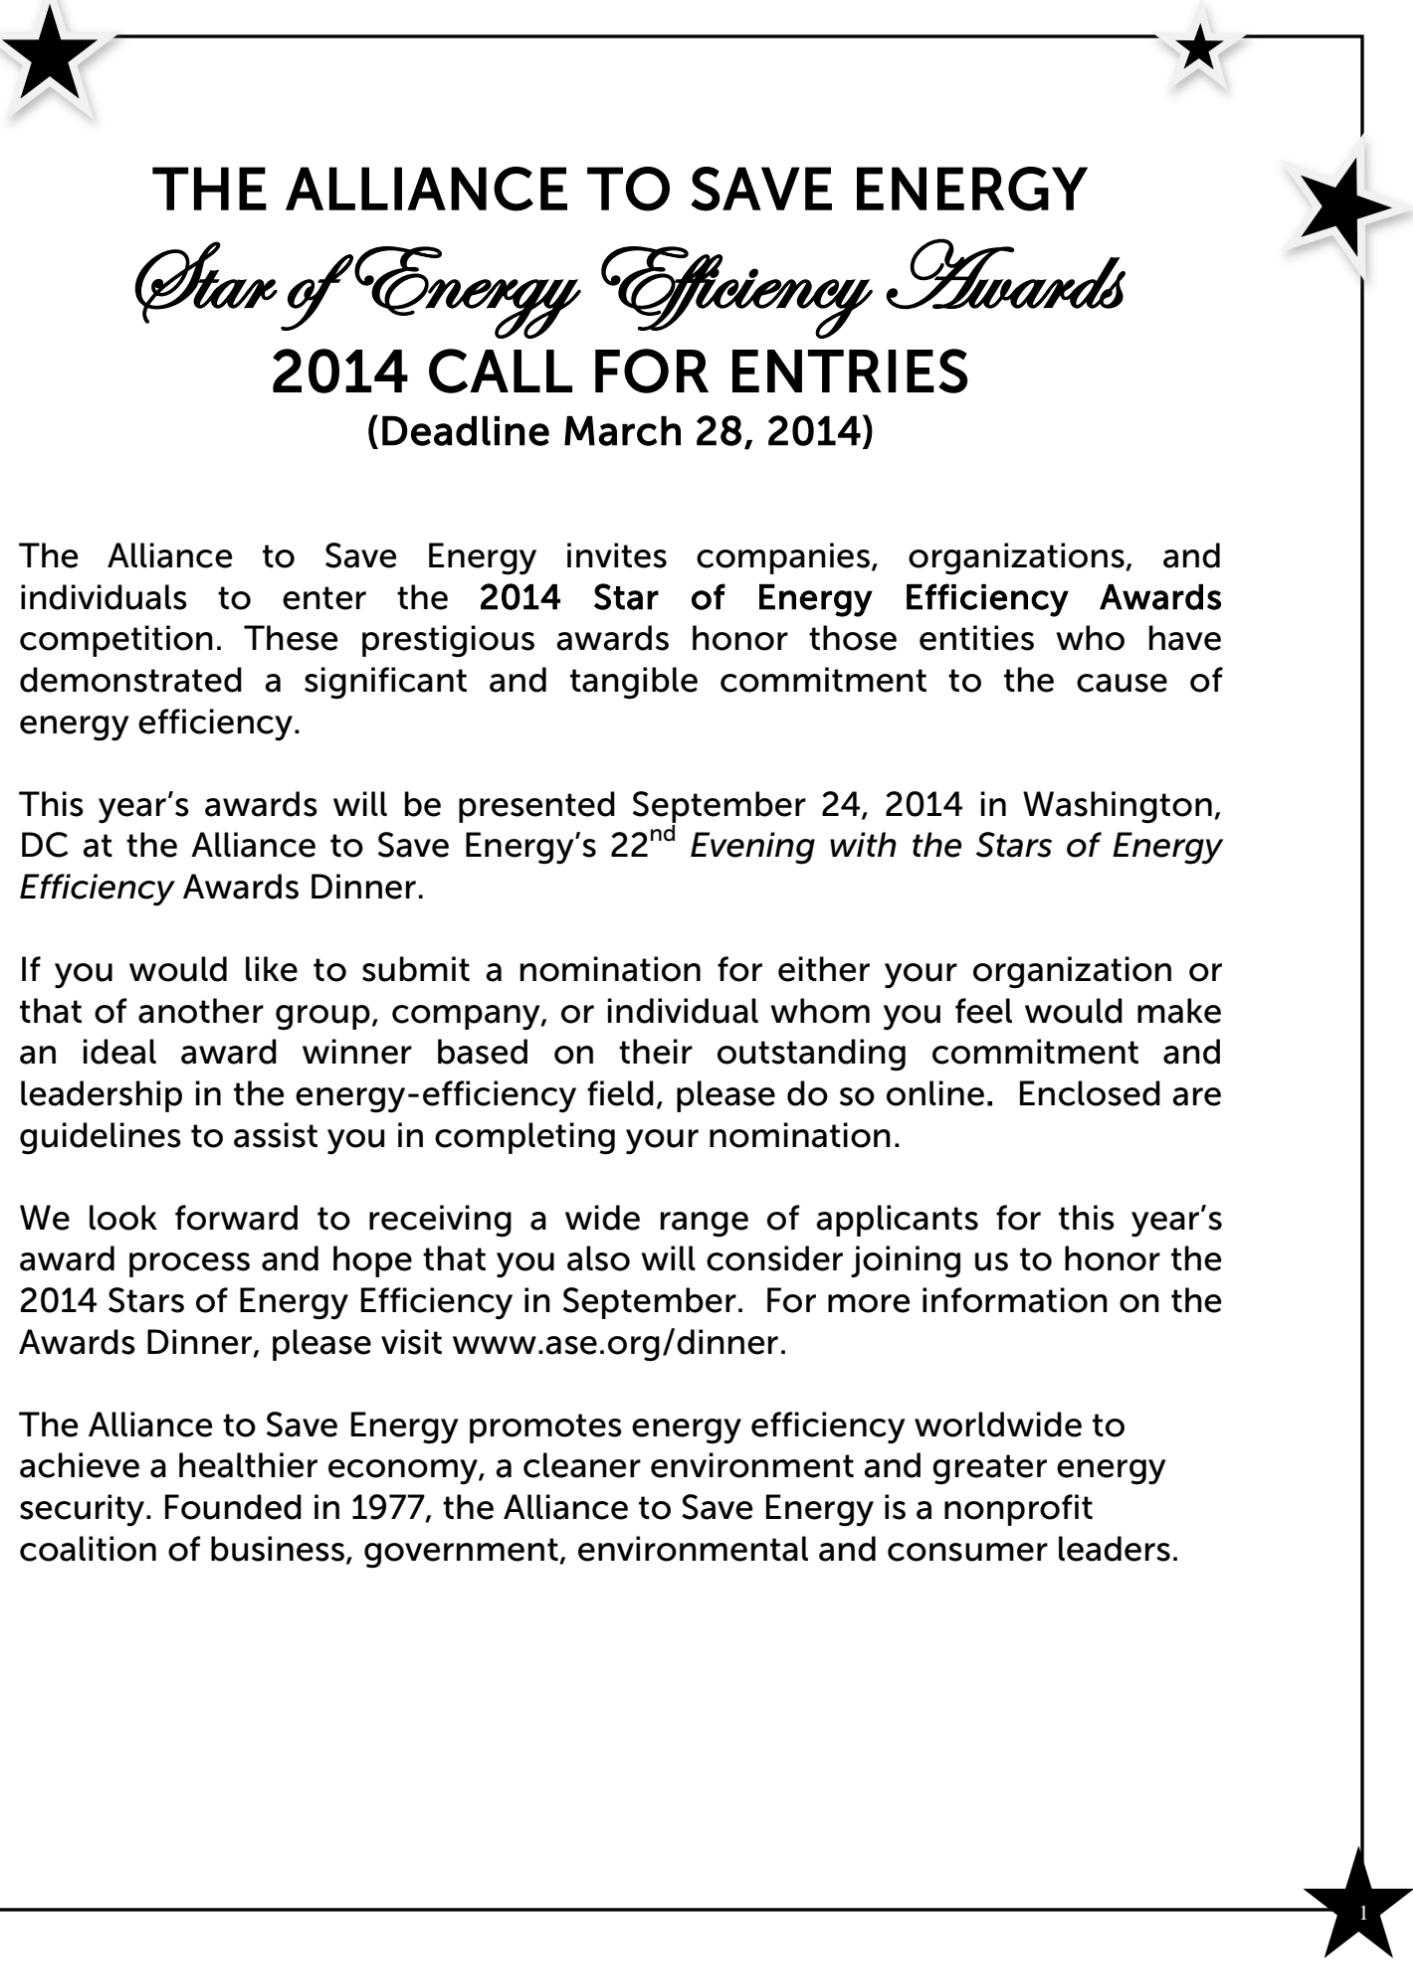 THE ALLIANCE TO SAVE ENERGY
Star of Energy Efficiency Awards
2014 CALL FOR ENTRIES
(Deadline March 28, 2014)
The Alliance to Save Energy invites companies, organizations, and
individuals to enter the 2014 Star of Energy Efficiency Awards
competition. These prestigious awards honor those entities who have
demonstrated a significant and tangible commitment to the cause of
energy efficiency.
This year’s awards will be presented September 24, 2014 in Washington,
DC at the Alliance to Save Energy’s 22nd Evening with the Stars of Energy
Efficiency Awards Dinner.
If you would like to submit a nomination for either your organization or
that of another group, company, or individual whom you feel would make
an ideal award winner based on their outstanding commitment and
leadership in the energy-efficiency field, please do so online. Enclosed are
guidelines to assist you in completing your nomination.
We look forward to receiving a wide range of applicants for this year’s
award process and hope that you also will consider joining us to honor the
2014 Stars of Energy Efficiency in September. For more information on the
Awards Dinner, please visit www.ase.org/dinner.
The Alliance to Save Energy promotes energy efficiency worldwide to
achieve a healthier economy, a cleaner environment and greater energy
security. Founded in 1977, the Alliance to Save Energy is a nonprofit
coalition of business, government, environmental and consumer leaders.
1